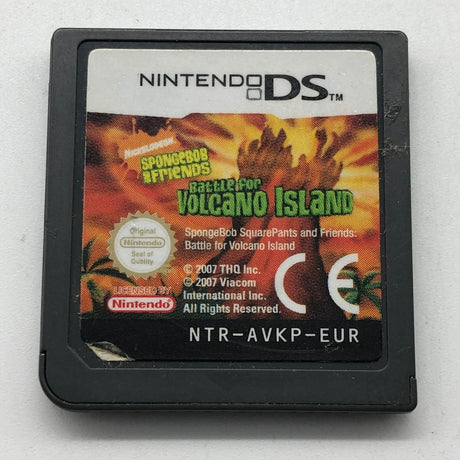 NINTENDO DS™
NICKELODEON
SPONGEBOB
& FRIENDS
Battle For
VOLCANO ISLAND
SpongeBob SquarePants and Friends:
Battle for Volcano Island
Original
Nintendo
Seal of
Quality
LICENSED BY
Nintendo
© 2007 THQ Inc.
© 2007 Viacom
International Inc.
All Rights Reserved.
CE
NTR-AVKP-EUR